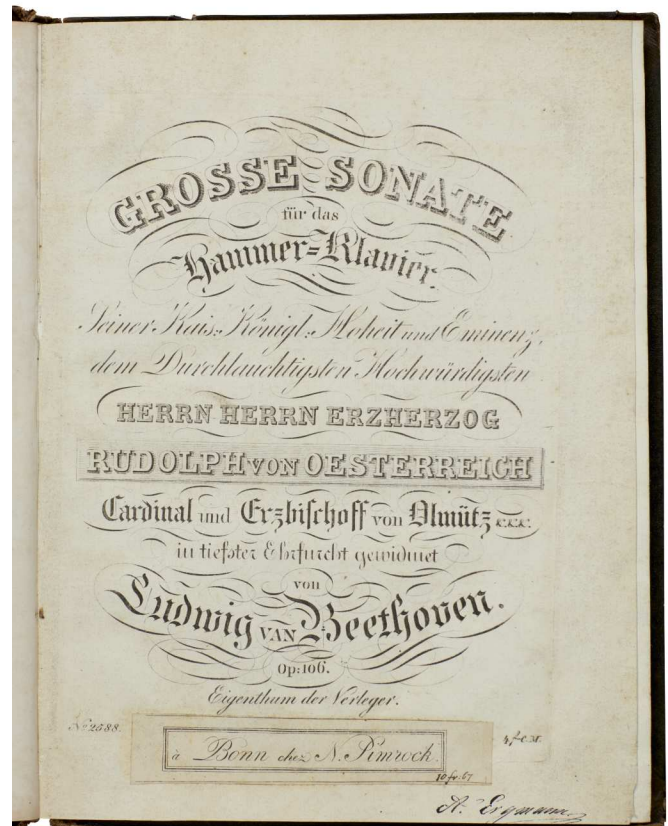 GROSSE SONATE
für das
Hammer=Klavier.
Seiner Kais: Königl: Hoheit und Eminenz,
dem Durchlauchtigsten Hochwürdigsten
HERRN HERRN ERZHERZOG
RUDOLPH VON OESTERREICH
Cardinal und Erzbischoff von Olmütz &.&.&.
in tiefster Ehrfurcht gewidmet
von
Ludwig VAN Beethoven.
Op: 106.
Eigenthum der Verleger.
No 2588.
à Bonn chez N. Simrock.